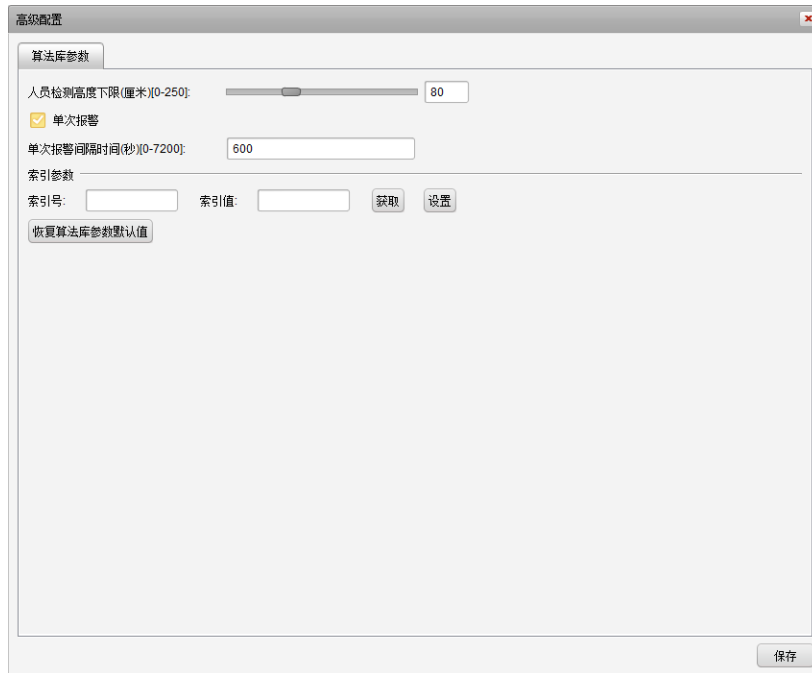 高级配置
算法库参数
人员检测高度下限(厘米)[0-250]: 80
单次报警
单次报警间隔时间(秒)[0-7200]: 600
索引参数
索引号: 索引值: 获取 设置
恢复算法库参数默认值
保存